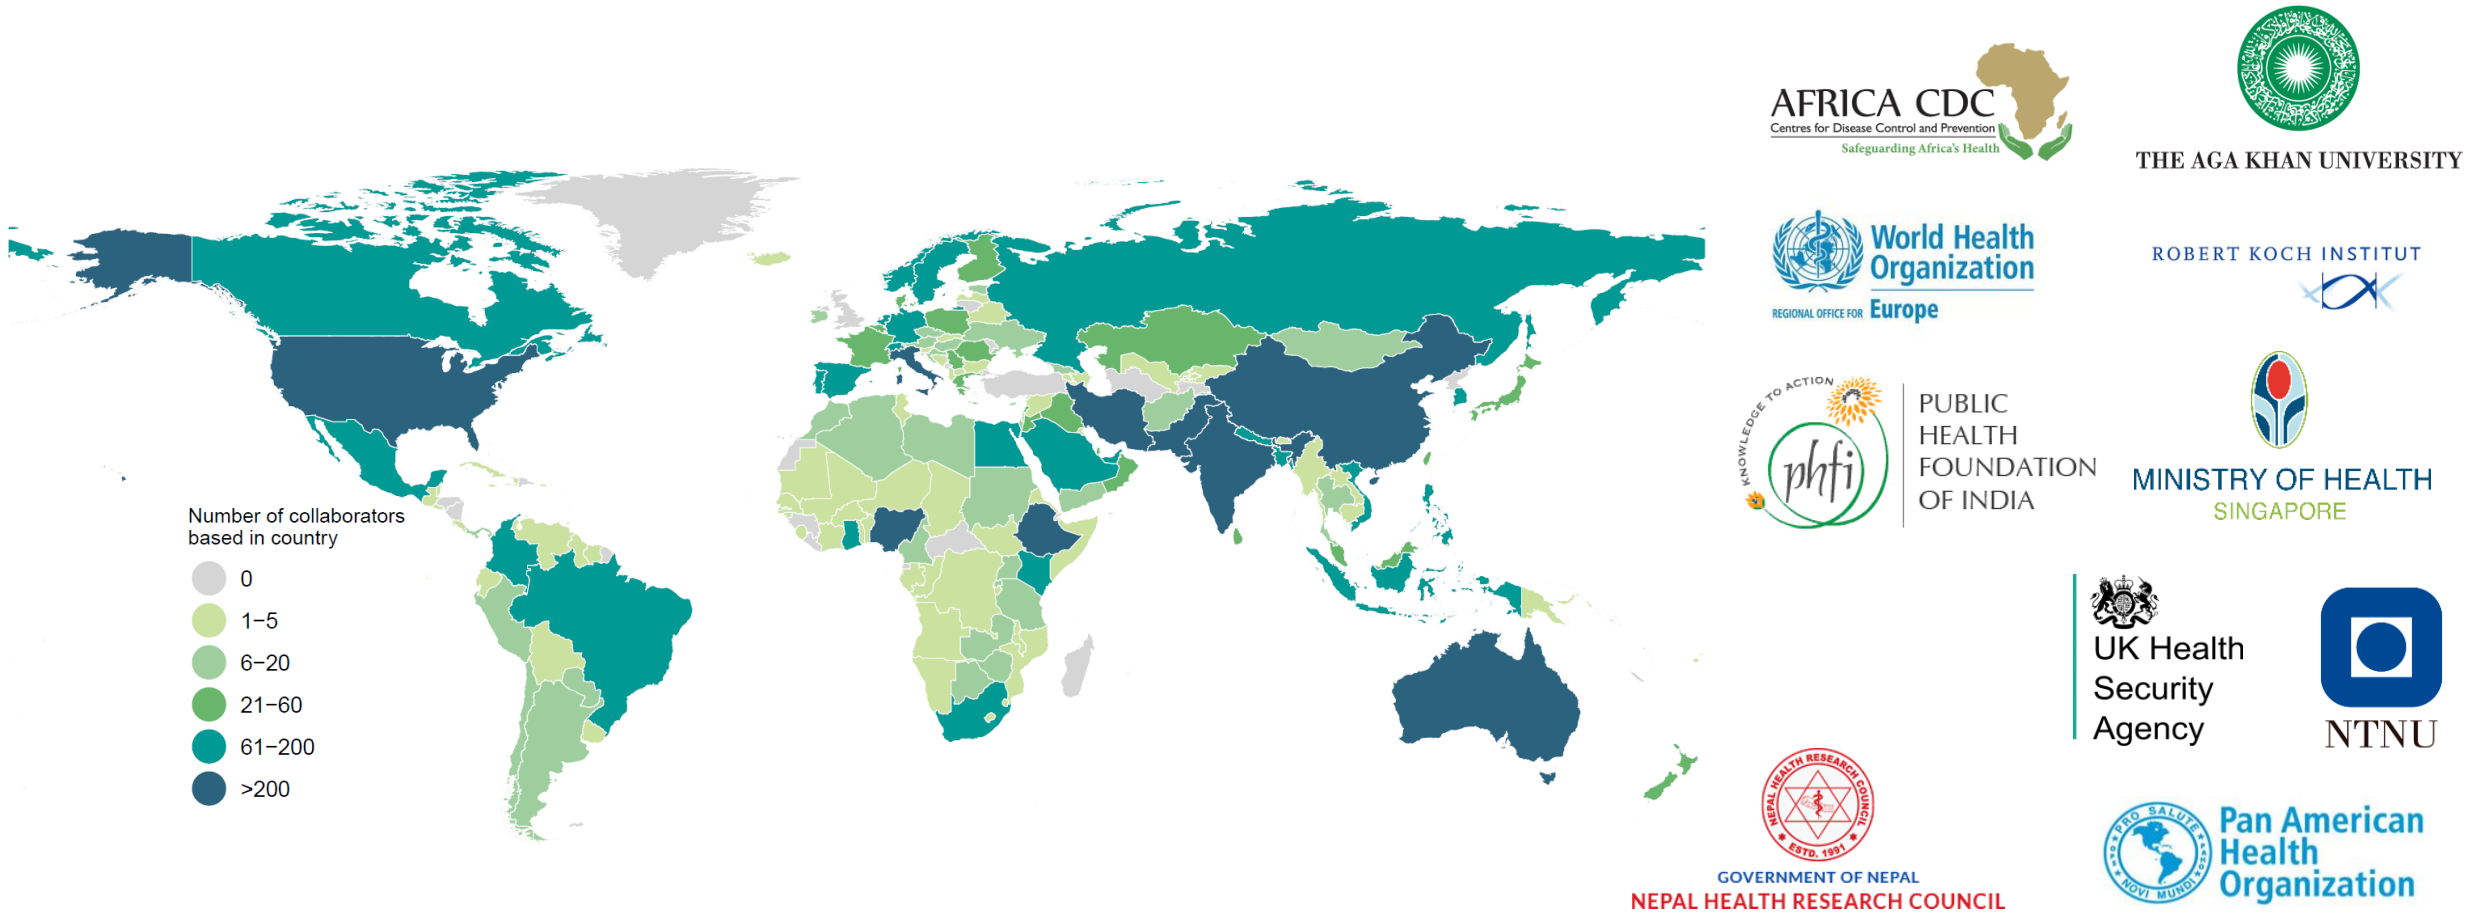 Number of collaborators
based in country
0
1–5
6–20
21–60
61–200
>200
AFRICA CDC
Centres for Disease Control and Prevention
Safeguarding Africa's Health
THE AGA KHAN UNIVERSITY
World Health
Organization
REGIONAL OFFICE FOR Europe
ROBERT KOCH INSTITUT
KNOWLEDGE TO ACTION
phfi
PUBLIC
HEALTH
FOUNDATION
OF INDIA
MINISTRY OF HEALTH
SINGAPORE
UK Health
Security
Agency
NTNU
NEPAL HEALTH RESEARCH COUNCIL
ESTD. 1991
GOVERNMENT OF NEPAL
NEPAL HEALTH RESEARCH COUNCIL
PRO SALUTE
NOVI MUNDI
Pan American
Health
Organization